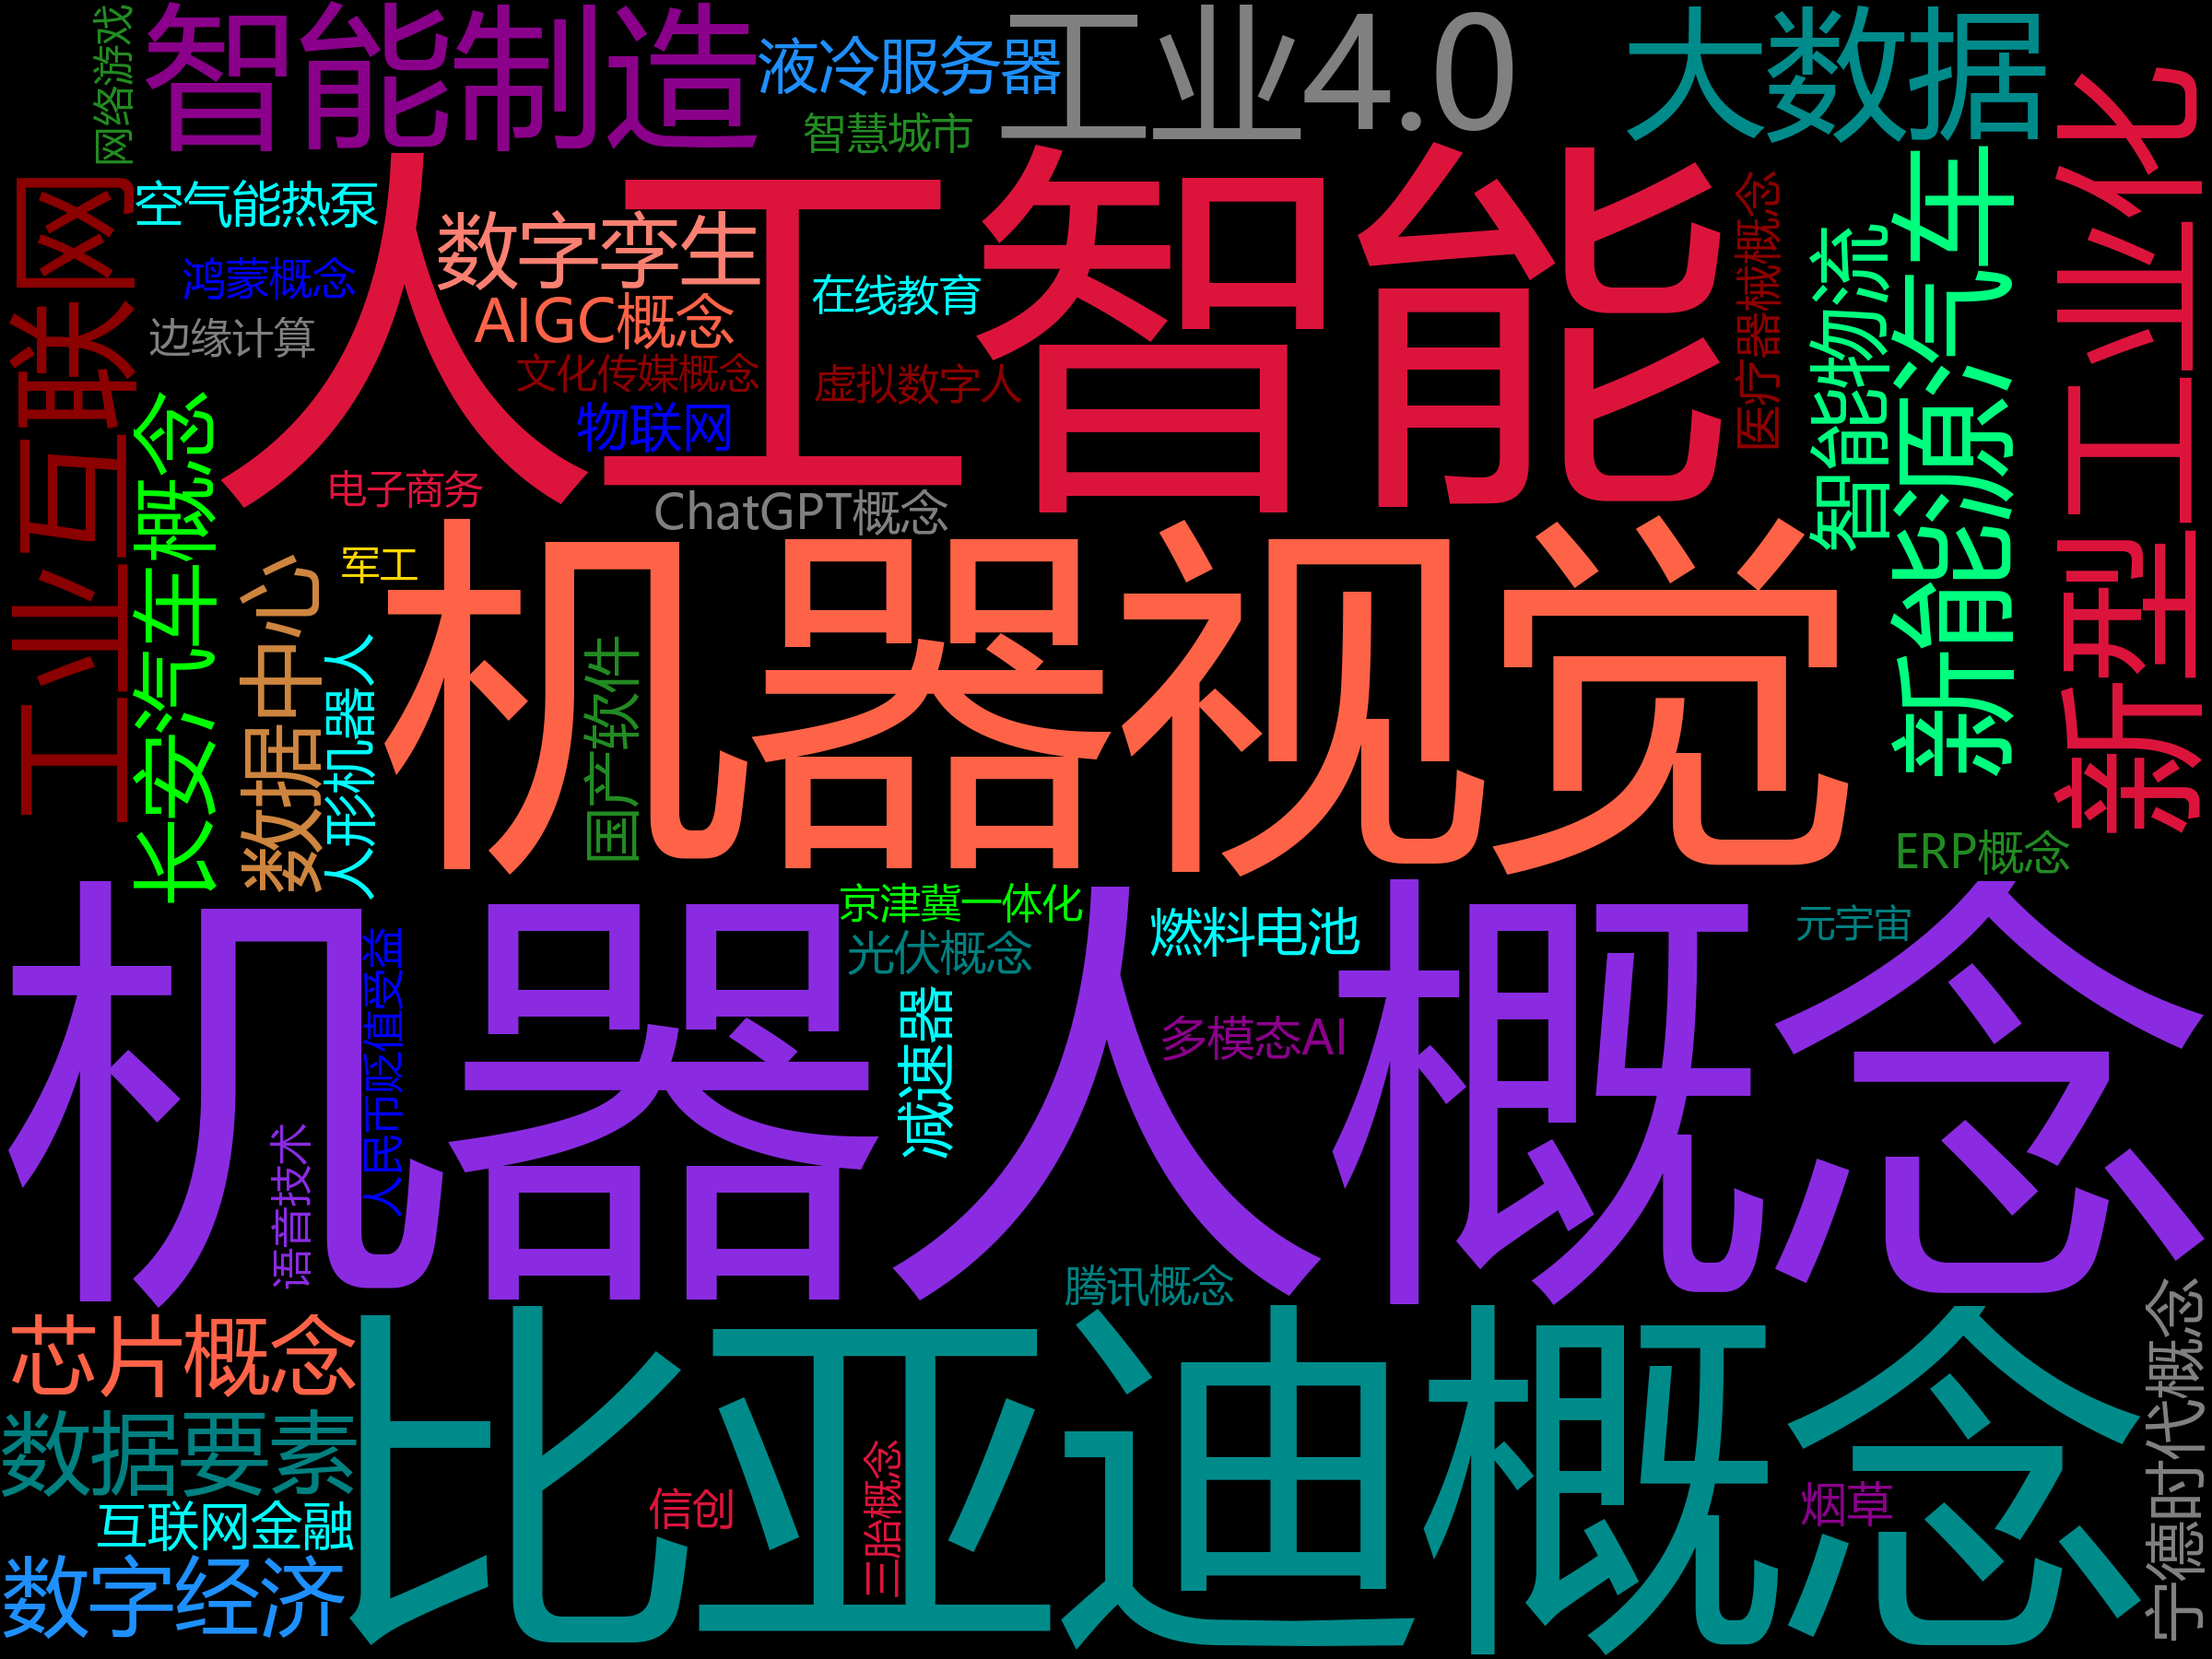 网络游戏
智能制造
液冷服务器
工业4.0
大数据
智慧城市
新型工业化
工业互联网
空气能热泵
人工智能
数字孪生
医疗器械概念
智能物流
新能源汽车
鸿蒙概念
AIGC概念
在线教育
边缘计算
文化传媒概念
虚拟数字人
物联网
长安汽车概念
电子商务
ChatGPT概念
军工
数据中心
人形机器人
机器视觉
国产软件
ERP概念
京津冀一体化
机器人概念
人民币贬值受益
光伏概念
燃料电池
元宇宙
减速器
多模态AI
语音技术
腾讯概念
芯片概念
比亚迪概念
宁德时代概念
数据要素
三胎概念
信创
烟草
互联网金融
数字经济